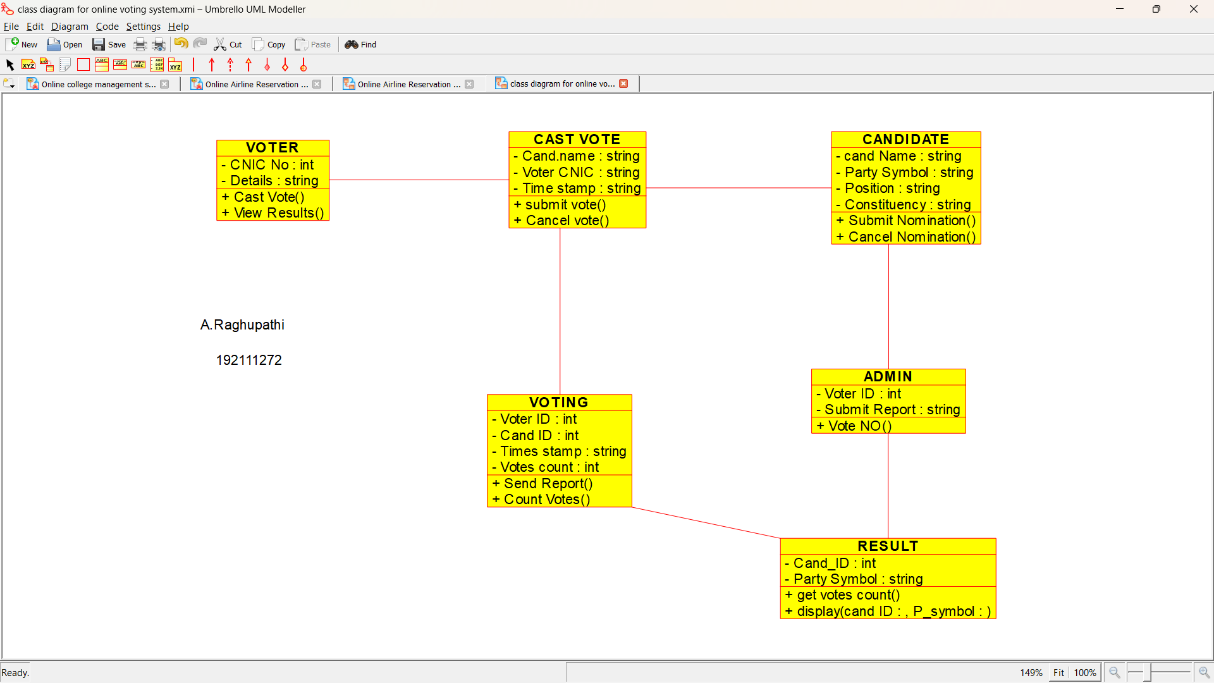 class diagram for online voting system.xmi – Umbrello UML Modeller
File Edit Diagram Code Settings Help
New Open Save Cut Copy Paste Find
Online college management s... Online Airline Reservation ... Online Airline Reservation ... class diagram for online vo...
VOTER
- CNIC No : int
- Details : string
+ Cast Vote()
+ View Results()
CAST VOTE
- Cand.name : string
- Voter CNIC : string
- Time stamp : string
+ submit vote()
+ Cancel vote()
CANDIDATE
- cand Name : string
- Party Symbol : string
- Position : string
- Constituency : string
+ Submit Nomination()
+ Cancel Nomination()
A.Raghupathi
192111272
VOTING
- Voter ID : int
- Cand ID : int
- Times stamp : string
- Votes count : int
+ Send Report()
+ Count Votes()
ADMIN
- Voter ID : int
- Submit Report : string
+ Vote NO()
RESULT
- Cand_ID : int
- Party Symbol : string
+ get votes count()
+ display(cand ID : , P_symbol : )
Ready.
149% Fit 100%